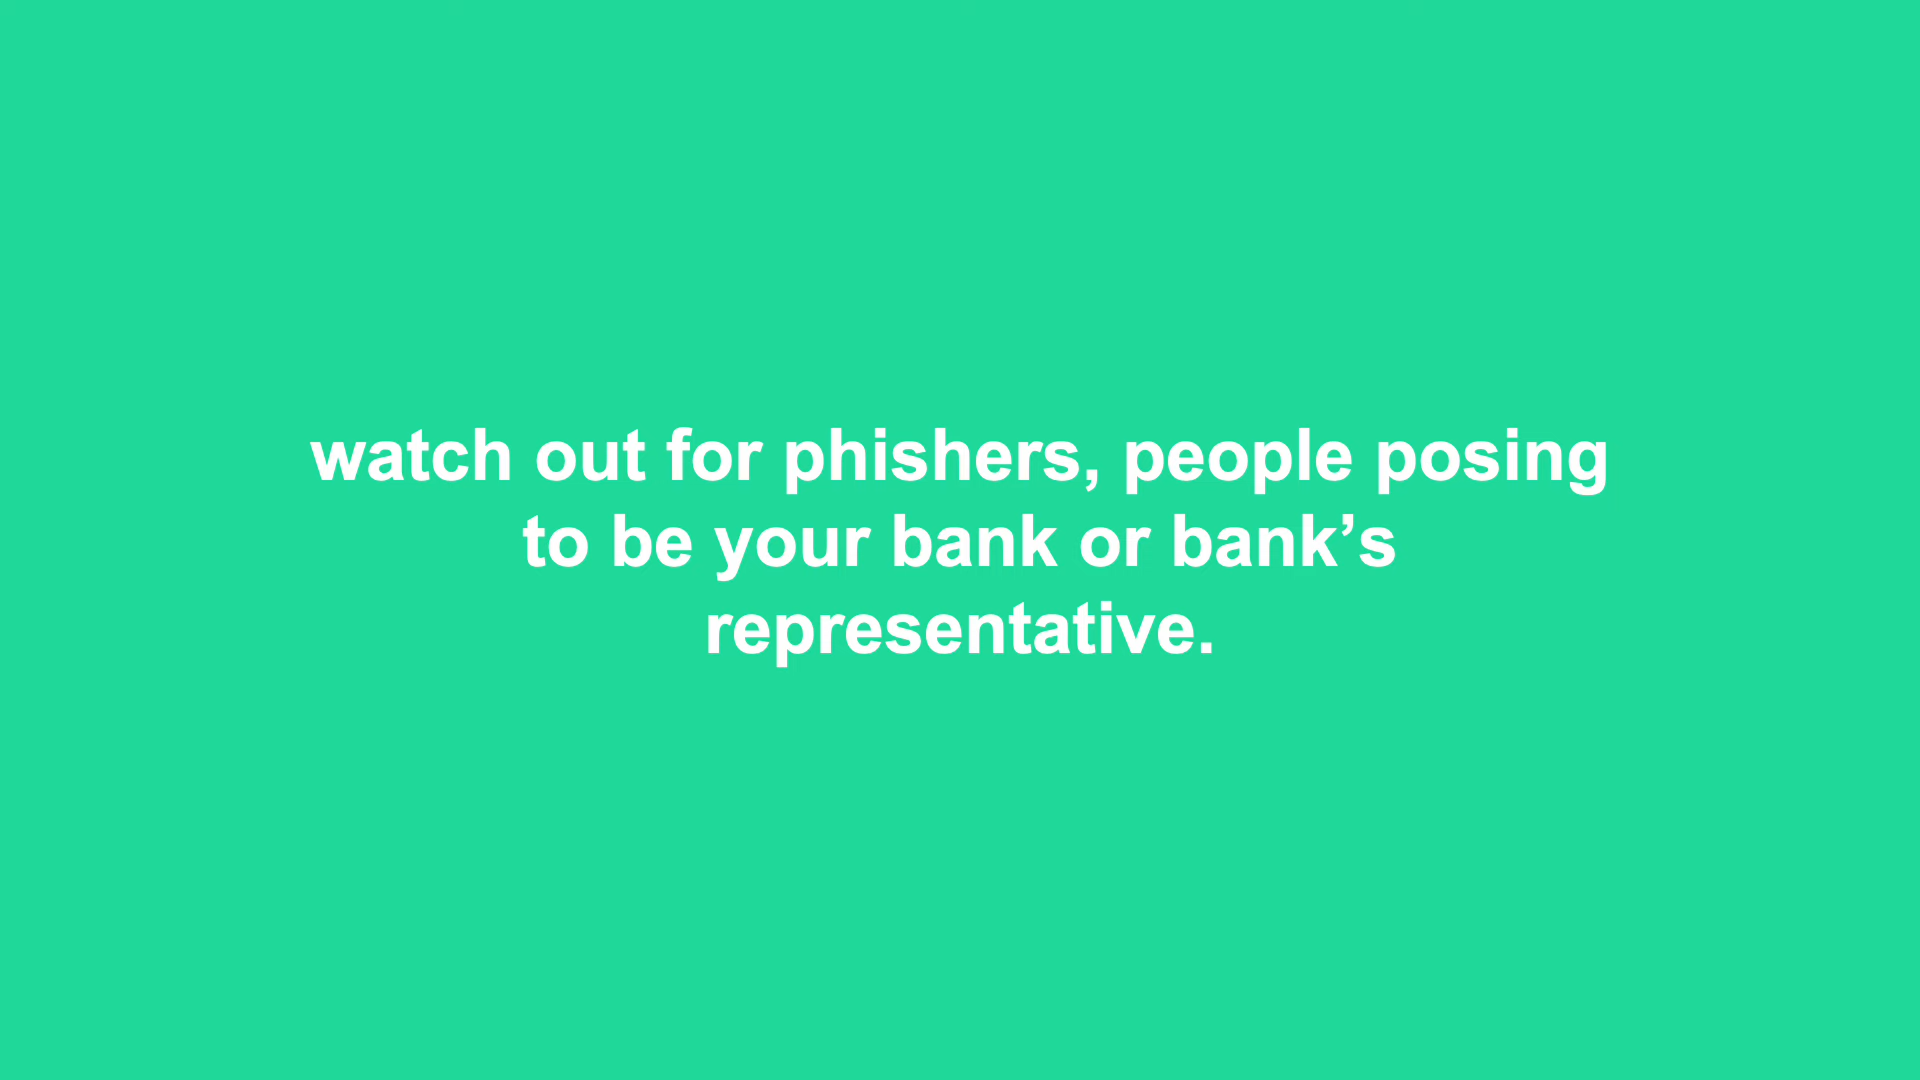 watch out for phishers, people posing
to be your bank or bank’s
representative.